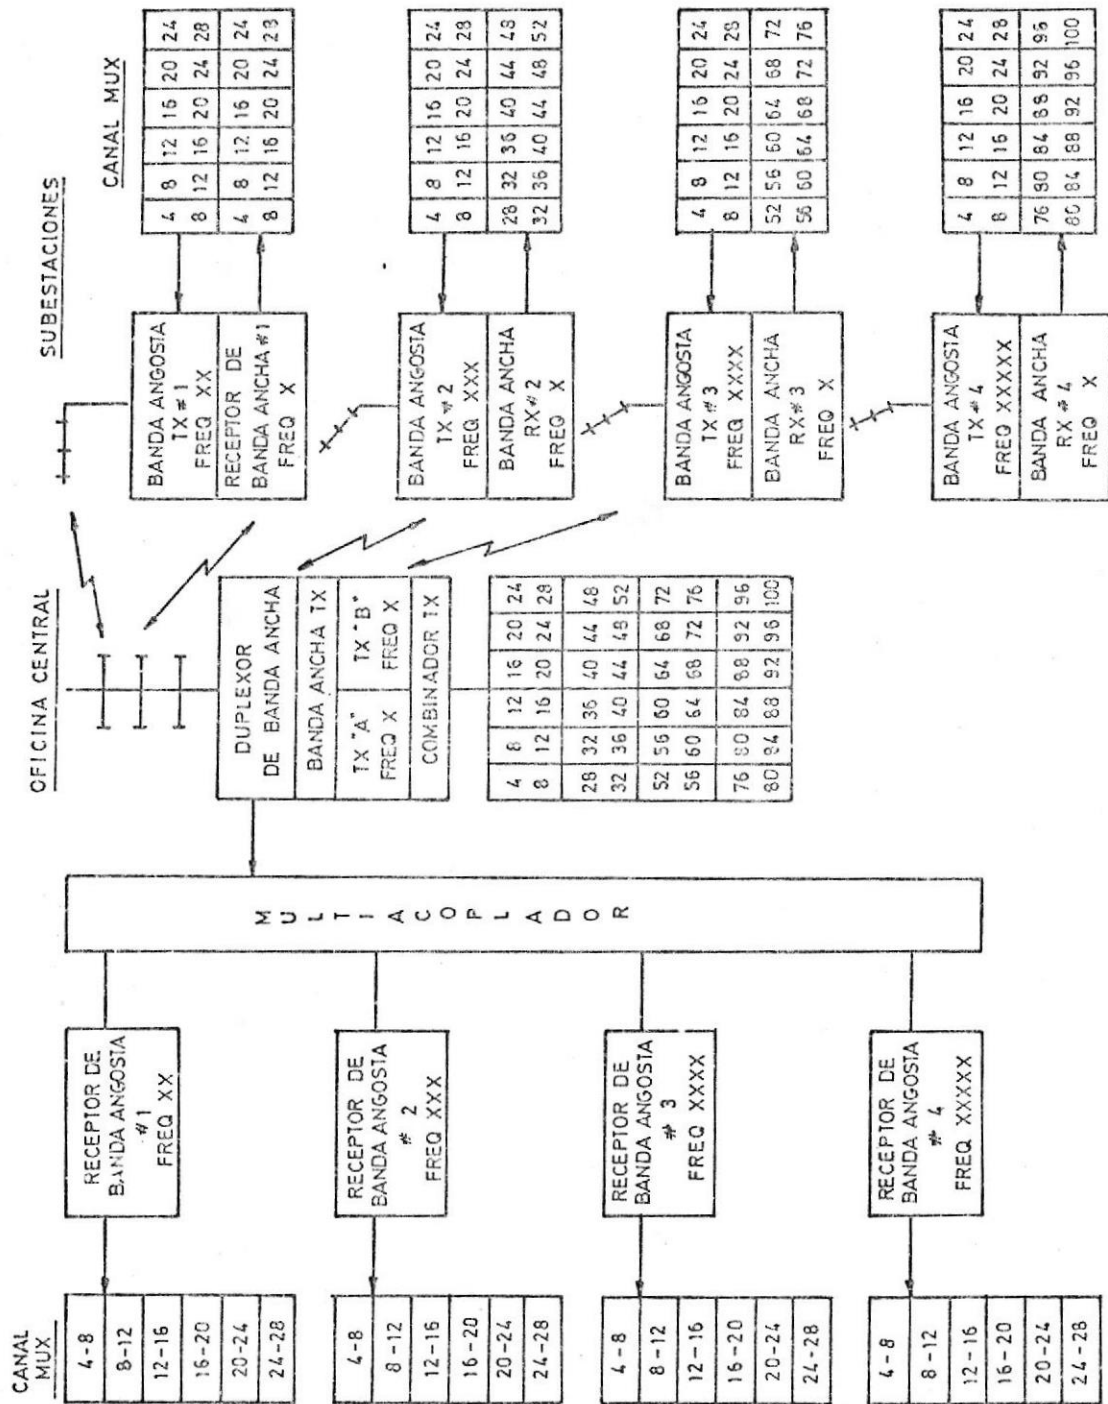 CANAL
MUX
4-8
8-12
12-16
16-20
20-24
24-28
4-8
8-12
12-16
16-20
20-24
24-28
4-8
8-12
12-16
16-20
20-24
24-28
4-8
8-12
12-16
16-20
20-24
24-28
RECEPTOR DE
BANDA ANGOSTA
#1
FREQ XX
RECEPTOR DE
BANDA ANGOSTA
# 2
FREQ XXX
RECEPTOR DE
BANDA ANGOSTA
# 3
FREQ XXXX
RECEPTOR DE
BANDA ANGOSTA
# 4
FREQ XXXXX
MULTIACOPLADOR
OFICINA CENTRAL
DUPLEXOR
DE BANDA ANCHA
BANDA ANCHA TX
TX "A" TX "B"
FREQ X FREQ X
COMBINADOR TX
4 8 12 16 20 24
8 12 16 20 24 28
28 32 36 40 44 48
32 36 40 44 48 52
52 56 60 64 68 72
56 60 64 68 72 76
76 80 84 88 92 96
80 84 88 92 96 100
SUBESTACIONES
BANDA ANGOSTA
TX #1
FREQ XX
RECEPTOR DE
BANDA ANCHA #1
FREQ X
BANDA ANGOSTA
TX #2
FREQ XXX
BANDA ANCHA
RX #2
FREQ X
BANDA ANGOSTA
TX #3
FREQ XXXX
BANDA ANCHA
RX #3
FREQ X
BANDA ANGOSTA
TX #4
FREQ XXXXX
BANDA ANCHA
RX #4
FREQ X
CANAL MUX
4 8 12 16 20 24
8 12 16 20 24 28
4 8 12 16 20 24
8 12 16 20 24 28
4 8 12 16 20 24
8 12 16 20 24 28
28 32 36 40 44 48
32 36 40 44 48 52
4 8 12 16 20 24
8 12 16 20 24 28
52 56 60 64 68 72
56 60 64 68 72 76
4 8 12 16 20 24
8 12 16 20 24 28
76 80 84 88 92 96
80 84 88 92 96 100